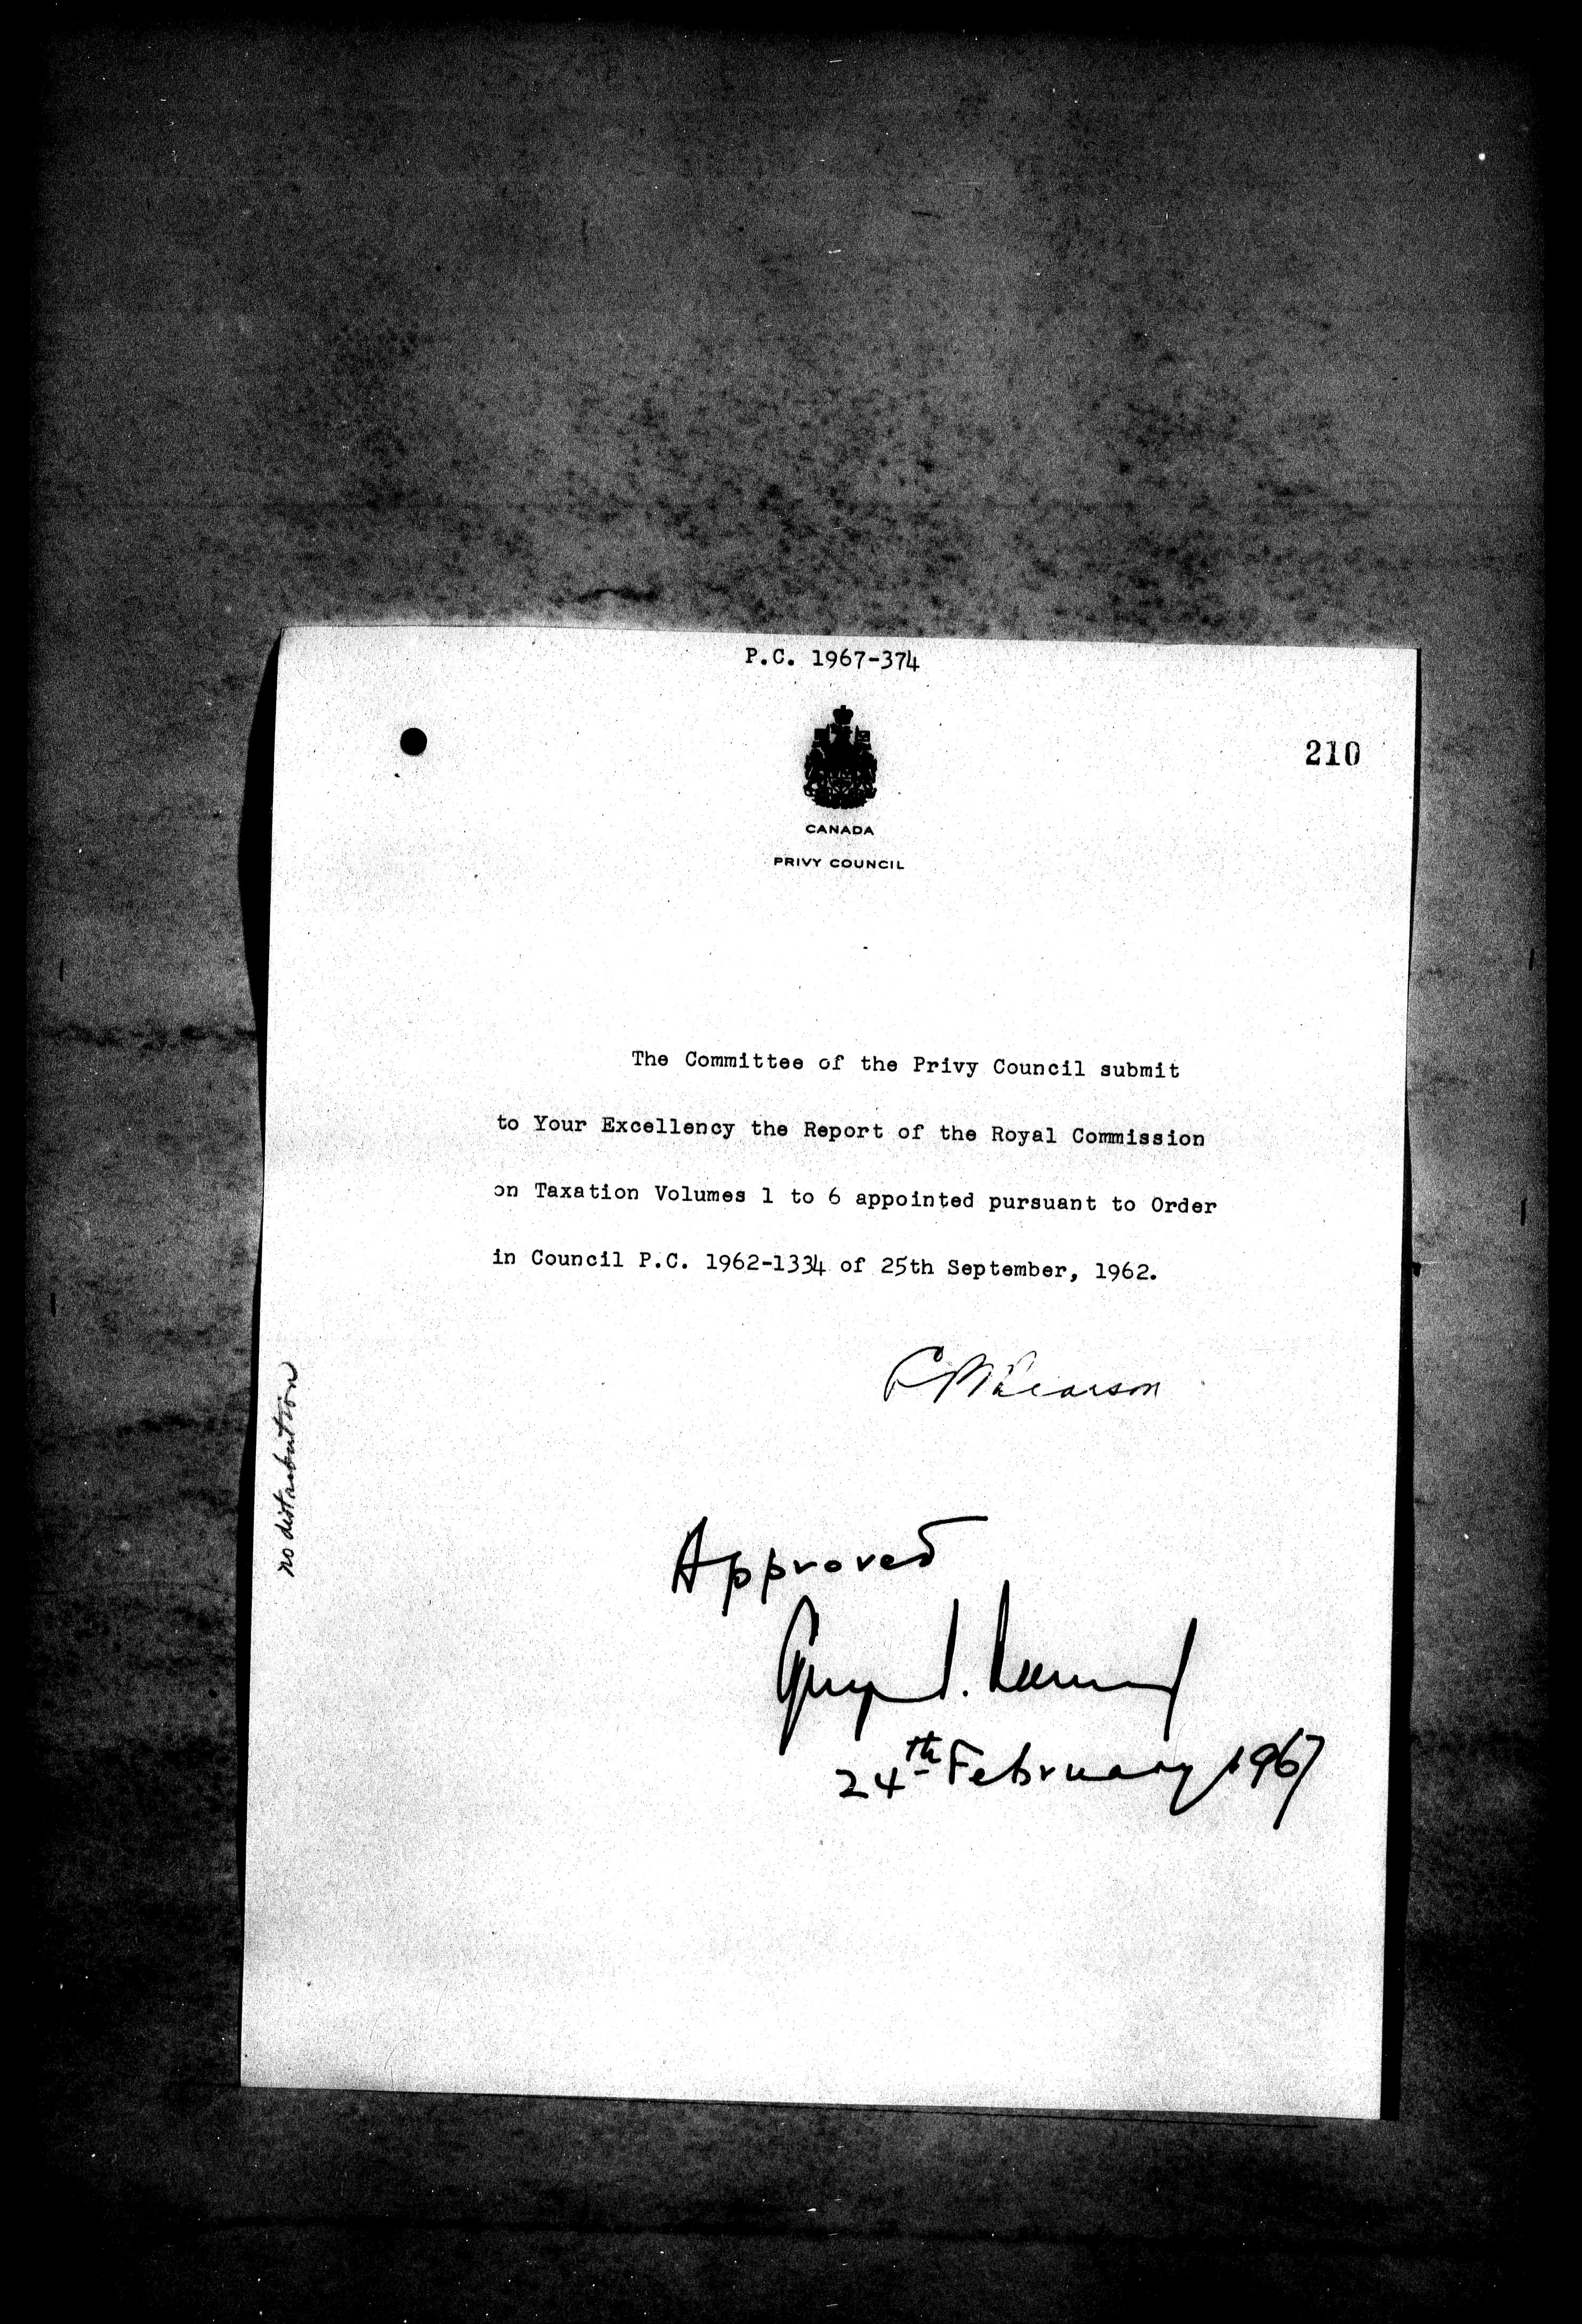 P.C. 1967-374
210
CANADA
PRIVY COUNCIL
The Committee of the Privy Council submit
to Your Excellency the Report of the Royal Commission
on Taxation Volumes 1 to 6 appointed pursuant to Order
in Council P.C. 1962-1334 of 25th September, 1962.
Pearson
no distribution
Approved
24th February 1967